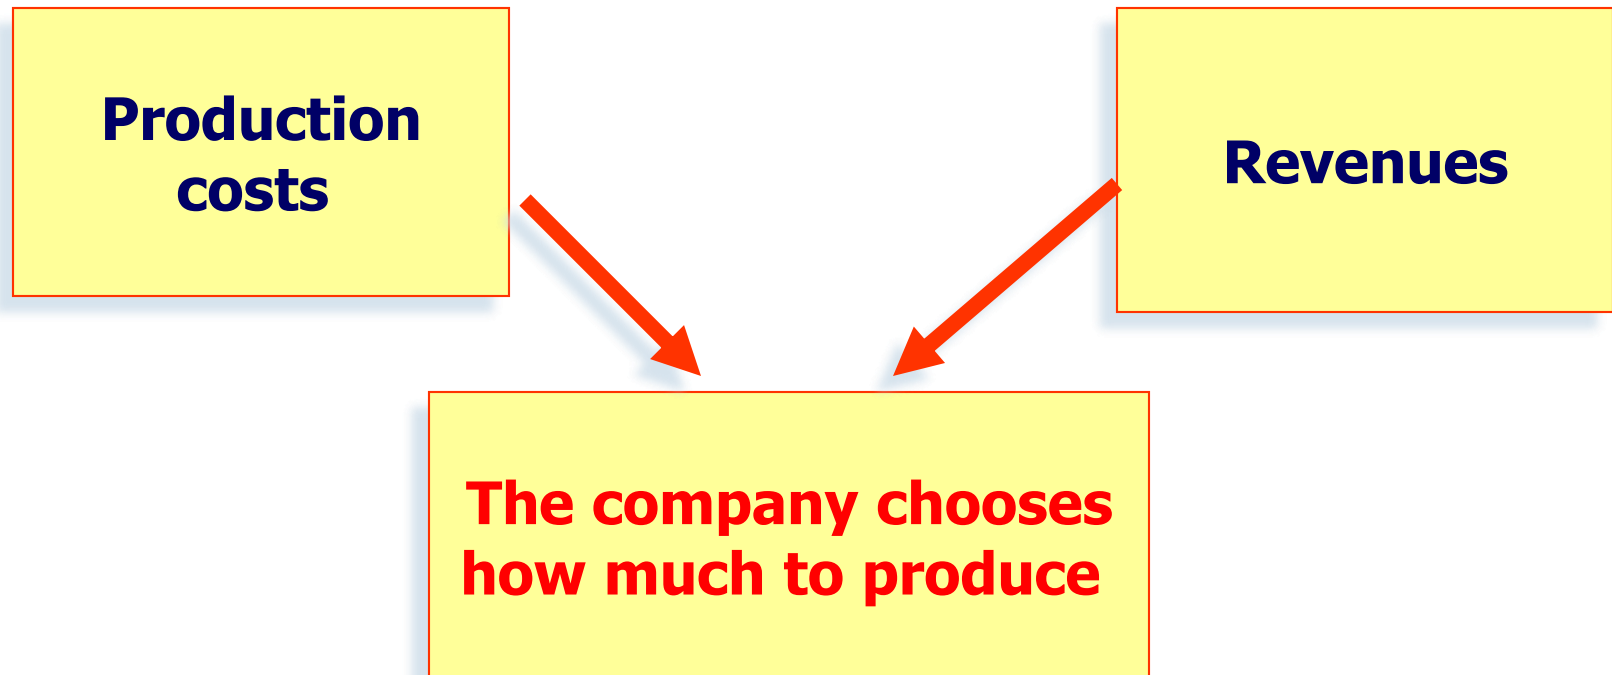 Production
costs
Revenues
The company chooses
how much to produce